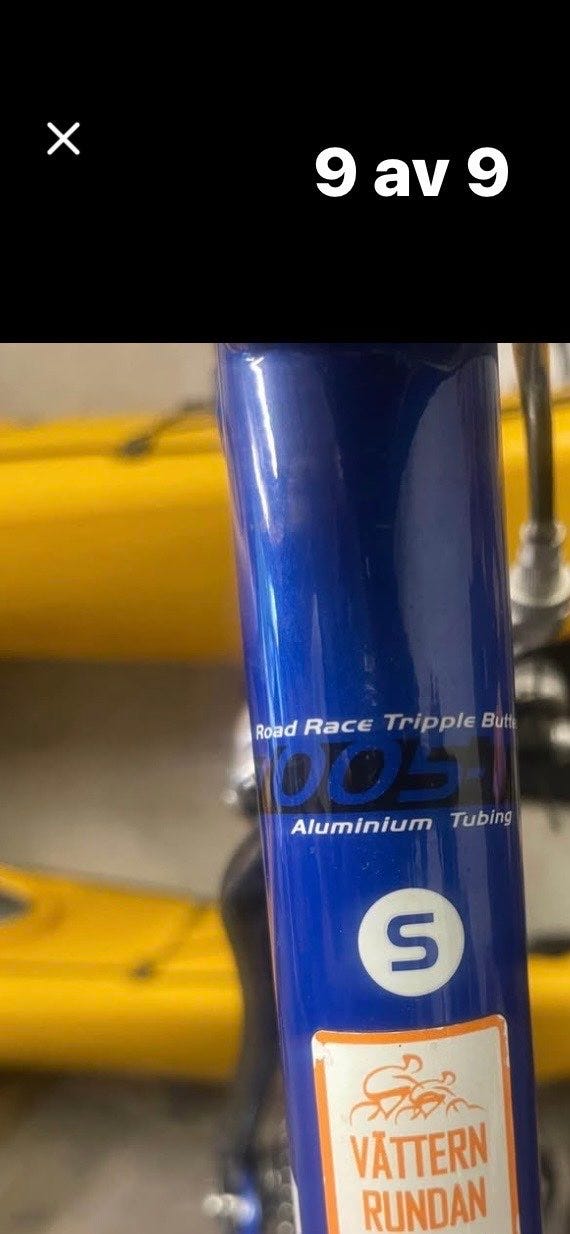 9 av 9
Road Race Tripple
Aluminium Tubing
S
VÄTTERN
RUNDAN